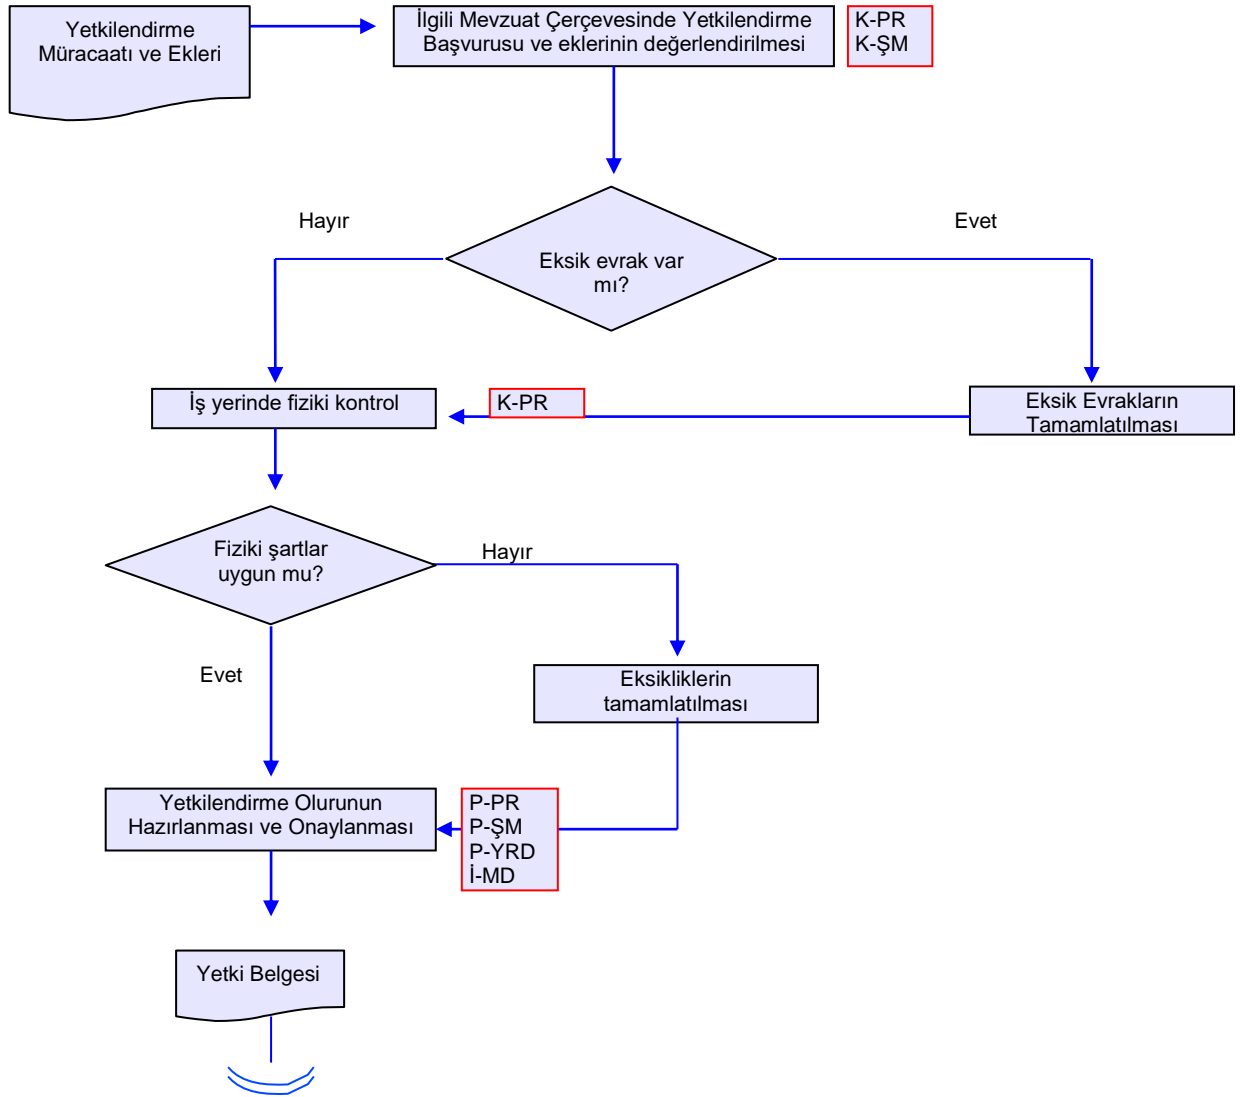 Yetkilendirme
Müracaatı ve Ekleri
İlgili Mevzuat Çerçevesinde Yetkilendirme
Başvurusu ve eklerinin değerlendirilmesi
K-PR
K-ŞM
Hayır
Evet
Eksik evrak var
mı?
İş yerinde fiziki kontrol
K-PR
Eksik Evrakların
Tamamlatılması
Fiziki şartlar
uygun mu?
Hayır
Evet
Eksikliklerin
tamamlatılması
Yetkilendirme Olurunun
Hazırlanması ve Onaylanması
P-PR
P-ŞM
P-YRD
İ-MD
Yetki Belgesi